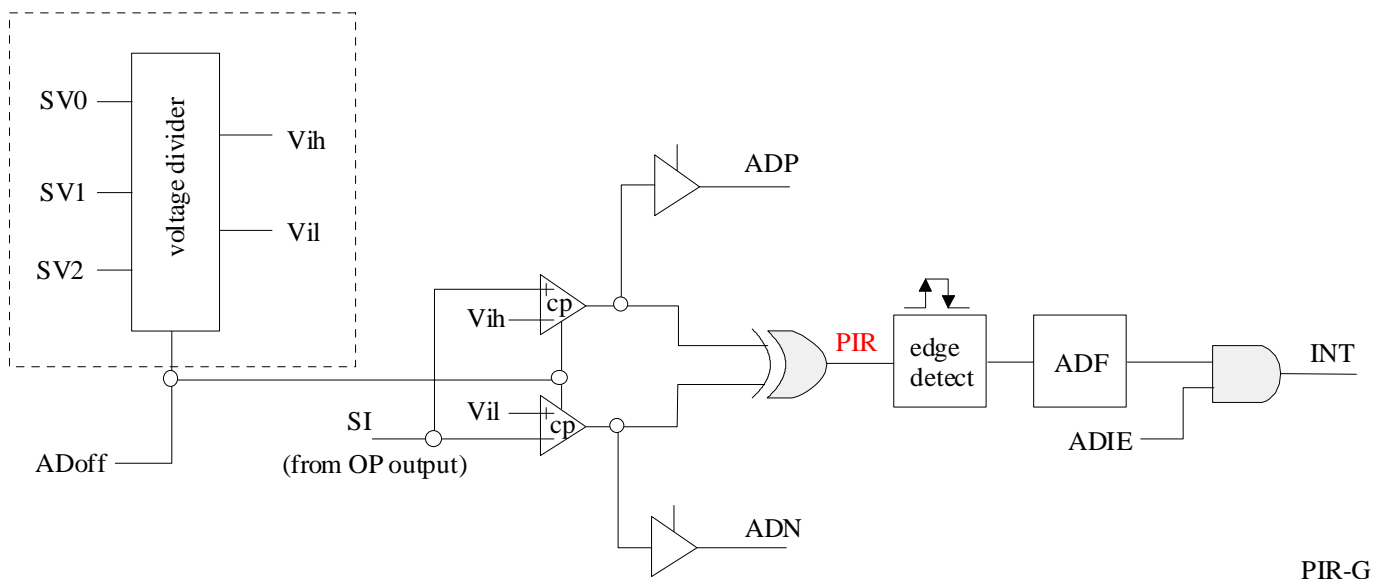 SV0
SV1
SV2
voltage divider
Vih
Vil
ADoff
SI
(from OP output)
Vih
Vil
+
cp
-
+
cp
-
ADP
ADN
PIR
edge
detect
ADF
ADIE
INT
PIR-G